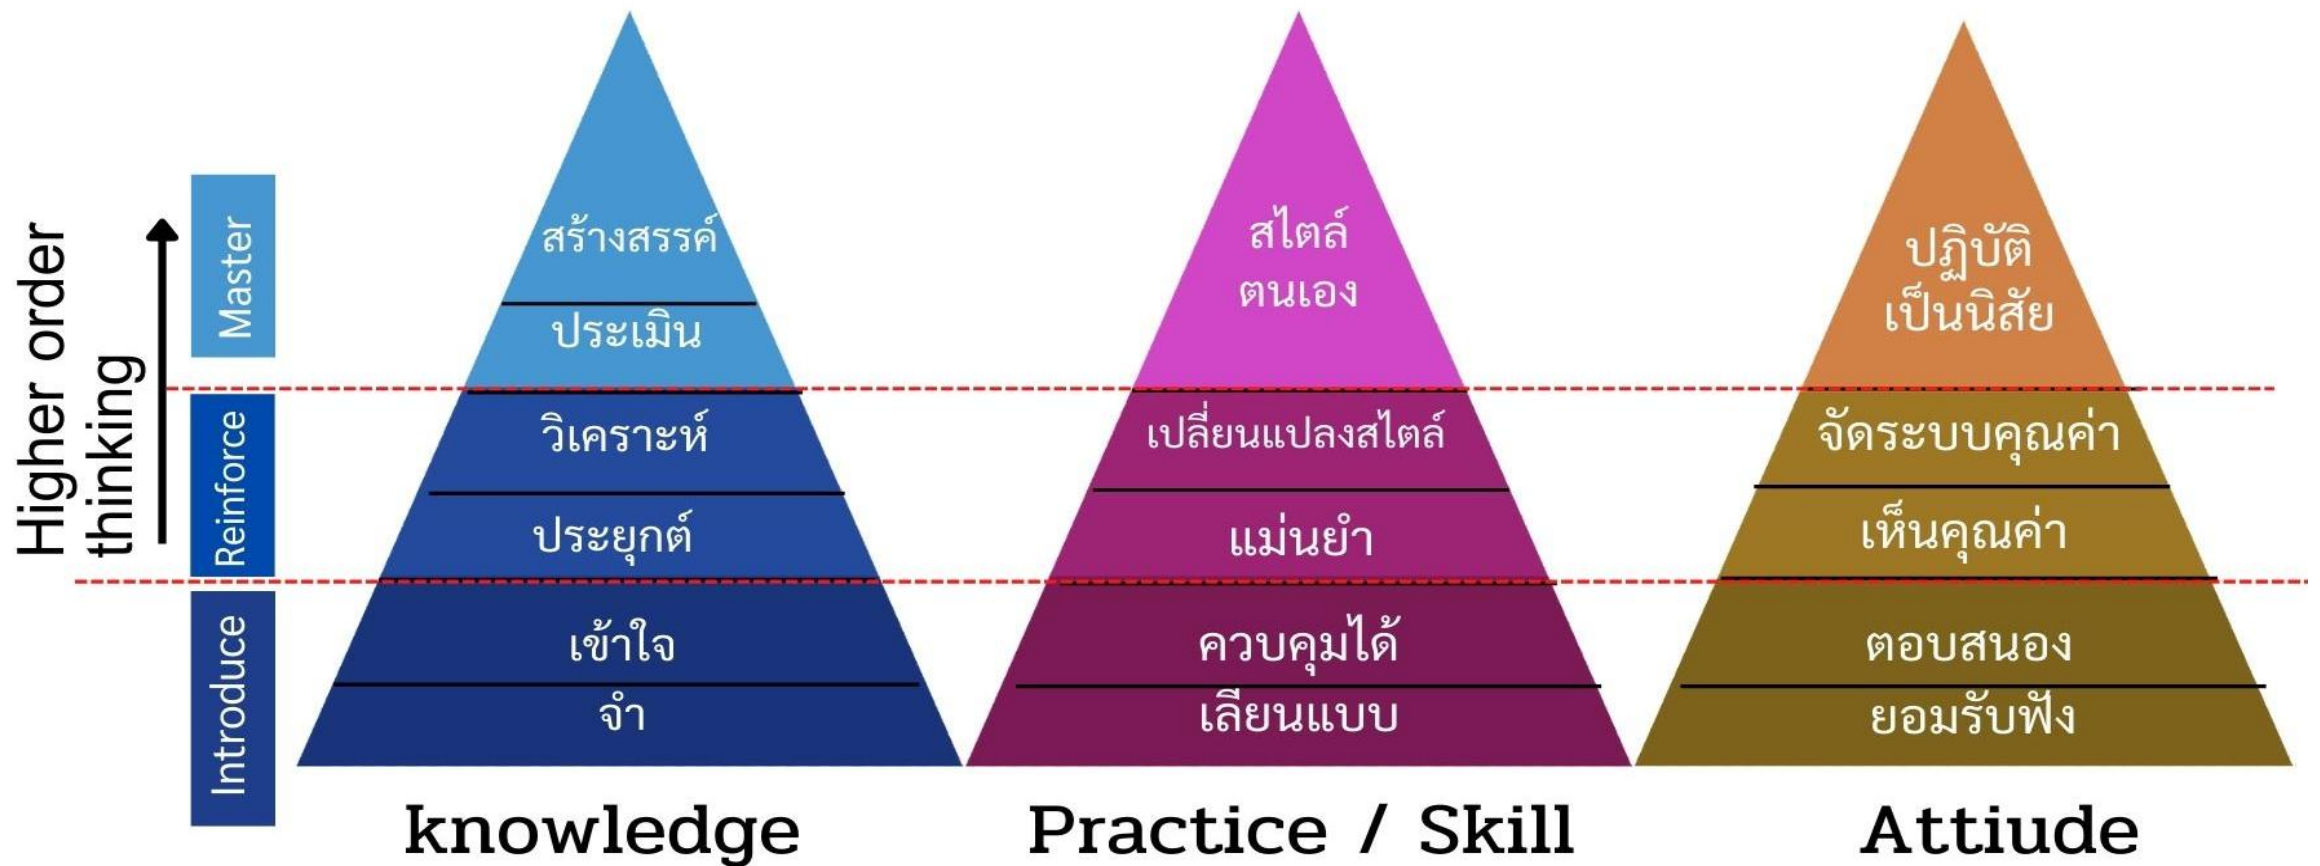 Higher order
thinking
Master
Reinforce
Introduce
สร้างสรรค์
ประเมิน
วิเคราะห์
ประยุกต์
เข้าใจ
จำ
knowledge
สไตล์
ตนเอง
เปลี่ยนแปลงสไตล์
แม่นยำ
ควบคุมได้
เลียนแบบ
Practice / Skill
ปฏิบัติ
เป็นนิสัย
จัดระบบคุณค่า
เห็นคุณค่า
ตอบสนอง
ยอมรับฟัง
Attiude